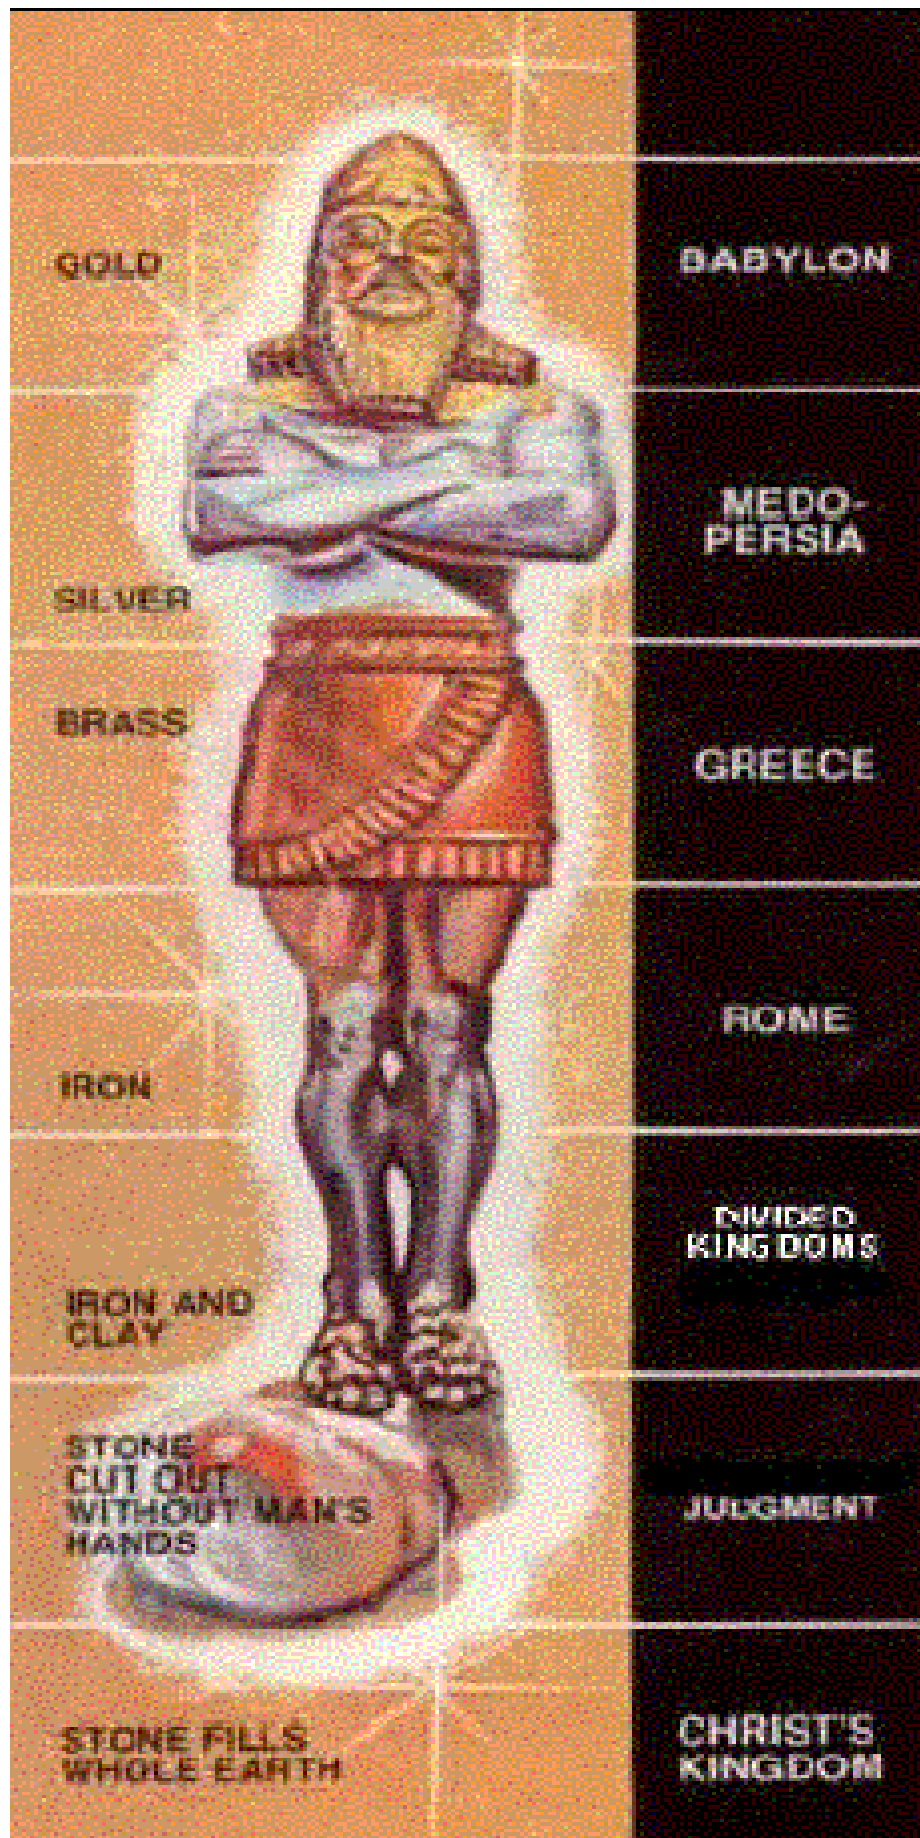 GOLD
BABYLON
MEDO-
PERSIA
SILVER
BRASS
GREECE
ROME
IRON
DIVIDED
KINGDOMS
IRON AND
CLAY
STONE
CUT OUT
WITHOUT MAN'S
HANDS
JUDGMENT
STONE FILLS
WHOLE EARTH
CHRIST'S
KINGDOM